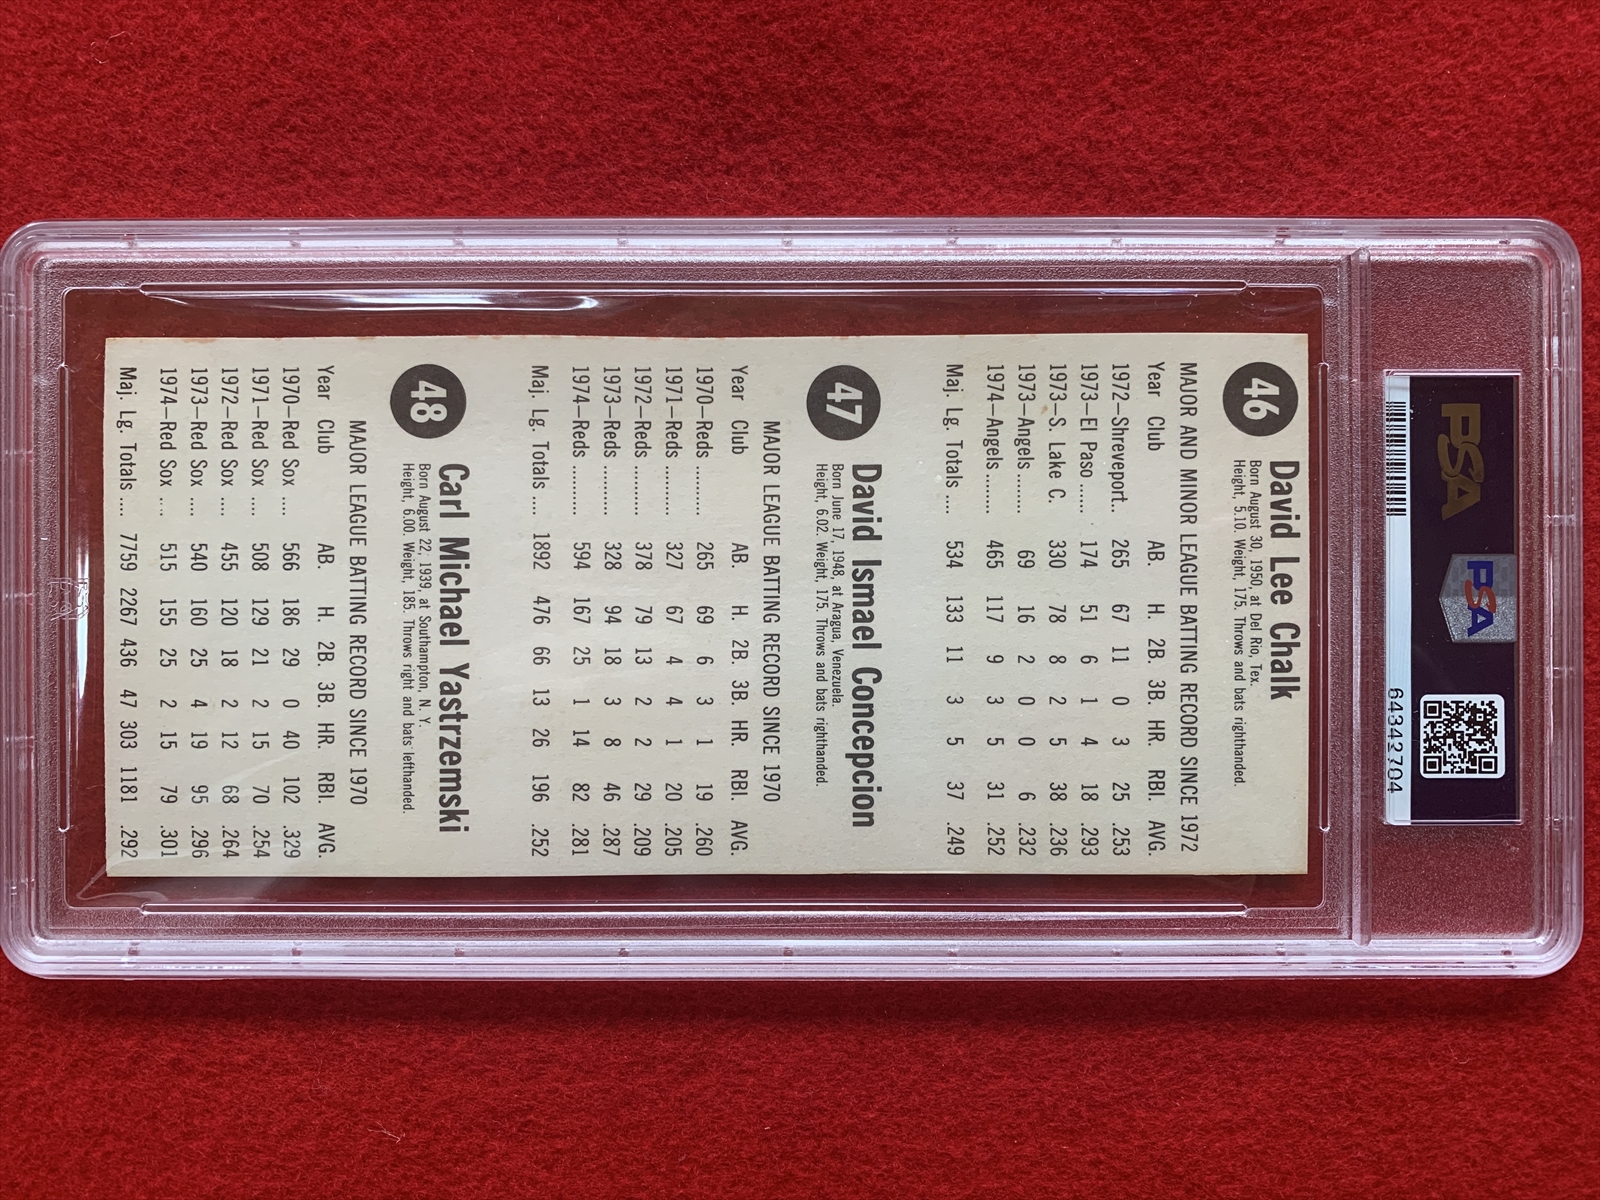 PSA
PSA
64342704
46
David Lee Chalk
Born August 30, 1950, at Del Rio, Tex.
Height, 5.10 Weight, 175. Throws and bats righthanded.
MAJOR AND MINOR LEAGUE BATTING RECORD SINCE 1972
Year Club AB. H. 2B. 3B. HR. RBI. AVG.
1972—Shreveport.. 265 67 11 0 3 25 .253
1973—El Paso ...... 174 51 6 1 4 18 .293
1973—S. Lake C. 330 78 8 2 5 38 .236
1973—Angels ....... 69 16 2 0 0 6 .232
1974—Angels ....... 465 117 9 3 5 31 .252
Maj. Lg. Totals .... 534 133 11 3 5 37 .249
47
David Ismael Concepcion
Born June 17, 1948, at Aragua, Venezuela.
Height, 6.02. Weight, 175. Throws and bats righthanded.
MAJOR LEAGUE BATTING RECORD SINCE 1970
Year Club AB. H. 2B. 3B. HR. RBI. AVG.
1970—Reds .......... 265 69 6 3 1 19 .260
1971—Reds .......... 327 67 4 4 1 20 .205
1972—Reds .......... 378 79 13 2 2 29 .209
1973—Reds .......... 328 94 18 3 8 46 .287
1974—Reds .......... 594 167 25 1 14 82 .281
Maj. Lg. Totals .... 1892 476 66 13 26 196 .252
48
Carl Michael Yastrzemski
Born August 22, 1939, at Southampton, N. Y.
Height, 6.00. Weight, 185. Throws right and bats lefthanded.
MAJOR LEAGUE BATTING RECORD SINCE 1970
Year Club AB. H. 2B. 3B. HR. RBI. AVG.
1970—Red Sox .... 566 186 29 0 40 102 .329
1971—Red Sox .... 508 129 21 2 15 70 .254
1972—Red Sox .... 455 120 18 2 12 68 .264
1973—Red Sox .... 540 160 25 4 19 95 .296
1974—Red Sox .... 515 155 25 2 15 79 .301
Maj. Lg. Totals .... 7759 2267 436 47 303 1181 .292